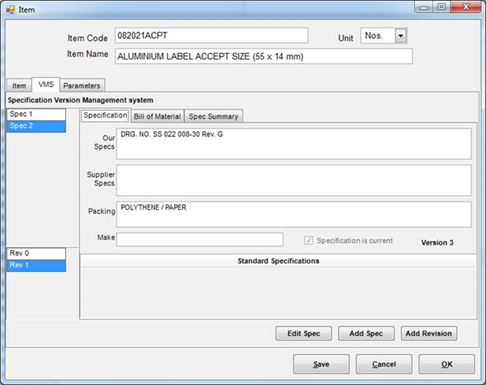 Item
Item Code 082021ACPT Unit Nos.
Item Name ALUMINIUM LABEL ACCEPT SIZE (55 x 14 mm)
Item VMS Parameters
Specification Version Management system
Spec 1
Spec 2
Specification Bill of Material Spec Summary
Our Specs DRG. NO. SS 022 008-30 Rev. G
Supplier Specs
Packing POLYTHENE / PAPER
Make Specification is current Version 3
Rev 0
Rev 1
Standard Specifications
Edit Spec Add Spec Add Revision
Save Cancel OK